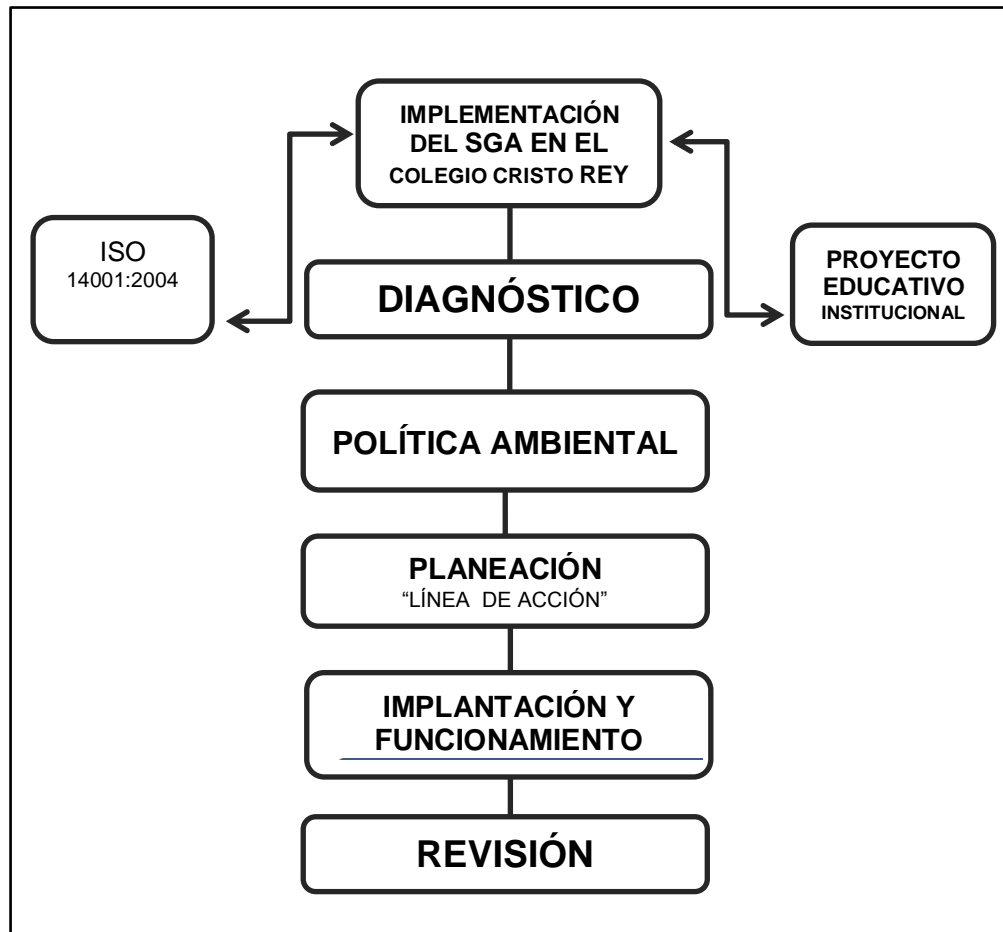 IMPLEMENTACIÓN
DEL SGA EN EL
COLEGIO CRISTO REY
ISO
14001:2004
PROYECTO
EDUCATIVO
INSTITUCIONAL
DIAGNÓSTICO
POLÍTICA AMBIENTAL
PLANEACIÓN
“LÍNEA DE ACCIÓN”
IMPLANTACIÓN Y
FUNCIONAMIENTO
REVISIÓN